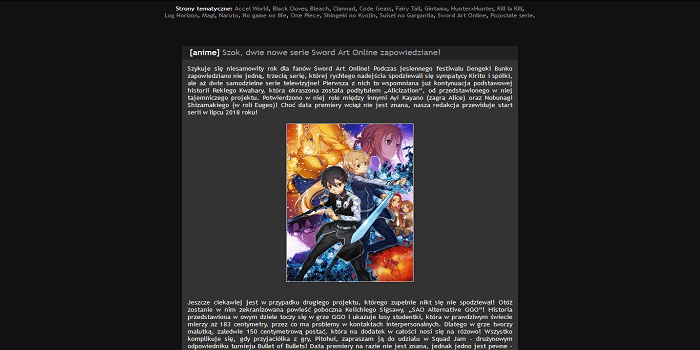 Strony tematyczne: Accel World, Black Clover, Bleach, Clannad, Code Geass, Fairy Tail, Gintama, HunterxHunter, Kill la Kill,
Log Horizon, Magi, Naruto, No game no life, One Piece, Shingeki no Kyojin, Suisei no Gargantia, Sword Art Online, Pozostałe serie.
[anime] Szok, dwie nowe serie Sword Art Online zapowiedziane!
Szykuje się niesamowity rok dla fanów Sword Art Online! Podczas jesiennego festiwalu Dengeki Bunko
zapowiedziano nie jedną, trzecią serię, której rychłego nadejścia spodziewali się sympatycy Kirito i spółki,
ale aż dwie samodzielne serie telewizyjne! Pierwsza z nich to wspomniana już kontynuacja podstawowej
historii Rekiego Kwahary, która okraszona została podtytułem „Alicization”, od przedstawionego w niej
tajemniczego projektu. Potwierdzono w niej role między innymi Ayi Kayano (zagra Alice) oraz Nobunagi
Shizamakiego (w roli Eugeo)! Choć data premiery wciąż nie jest znana, nasza redakcja przewiduje start
serii w lipcu 2018 roku!
Jeszcze ciekawiej jest w przypadku drugiego projektu, którego zupełnie nikt się nie spodziewał! Otóż
zostanie w nim zekranizowana powieść poboczna Keiichiego Sigsawy, „SAO Alternative GGO”! Historia
przedstawiona w owym dziele toczy się w grze GGO i ukazuje losy studentki, która w prawdziwym świecie
mierzy aż 183 centymetry, przez co ma problemy w kontaktach interpersonalnych. Dlatego w grze tworzy
malutką, zaledwie 150 centymetrową postać, która na dodatek w całości nosi się na różowo! Wszystko
komplikuje się, gdy przyjaciółka z gry, Pitohui, zapraszam ją do udziału w Squad Jam - drużynowym
odpowiedniku turnieju Bullet of Bullets! Data premiery na razie nie jest znana, jednak jedno jest pewne -